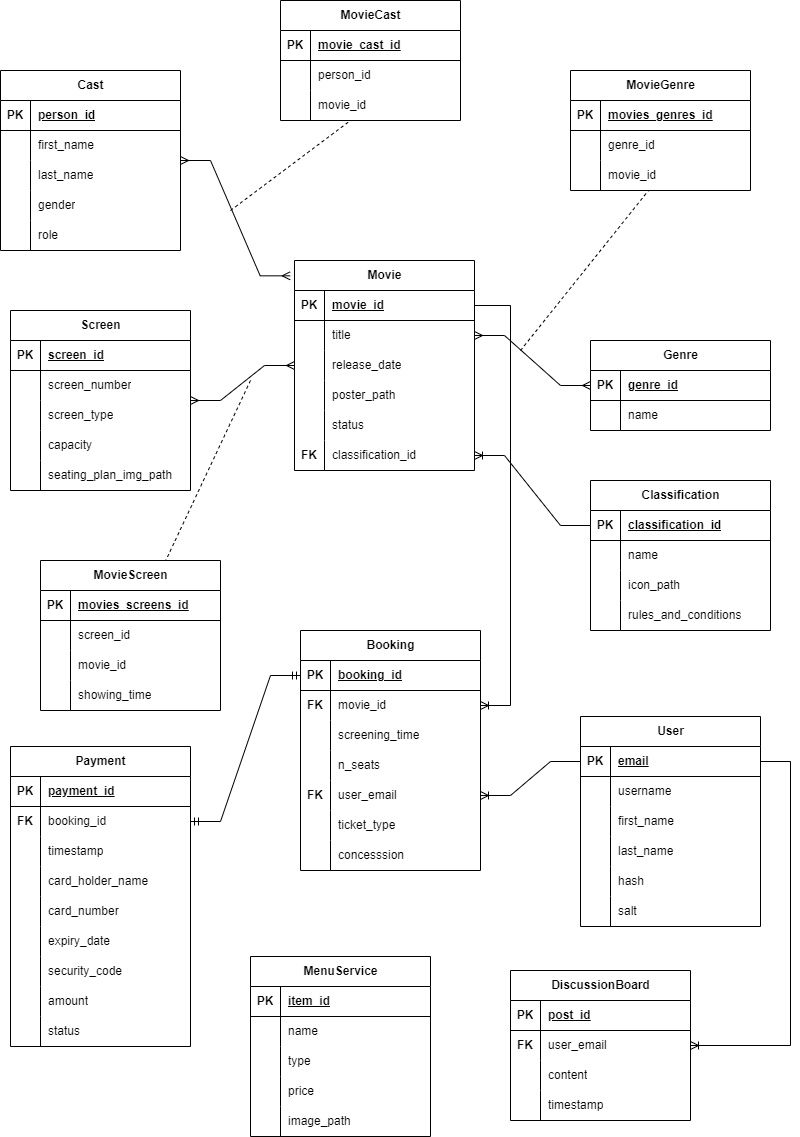 MovieCast
PK movie_cast_id
person_id
movie_id
Cast
PK person_id
first_name
last_name
gender
role
MovieGenre
PK movies_genres_id
genre_id
movie_id
Movie
PK movie_id
title
release_date
poster_path
status
FK classification_id
Screen
PK screen_id
screen_number
screen_type
capacity
seating_plan_img_path
Genre
PK genre_id
name
Classification
PK classification_id
name
icon_path
rules_and_conditions
MovieScreen
PK movies_screens_id
screen_id
movie_id
showing_time
Booking
PK booking_id
FK movie_id
screening_time
n_seats
FK user_email
ticket_type
concesssion
User
PK email
username
first_name
last_name
hash
salt
Payment
PK payment_id
FK booking_id
timestamp
card_holder_name
card_number
expiry_date
security_code
amount
status
MenuService
PK item_id
name
type
price
image_path
DiscussionBoard
PK post_id
FK user_email
content
timestamp